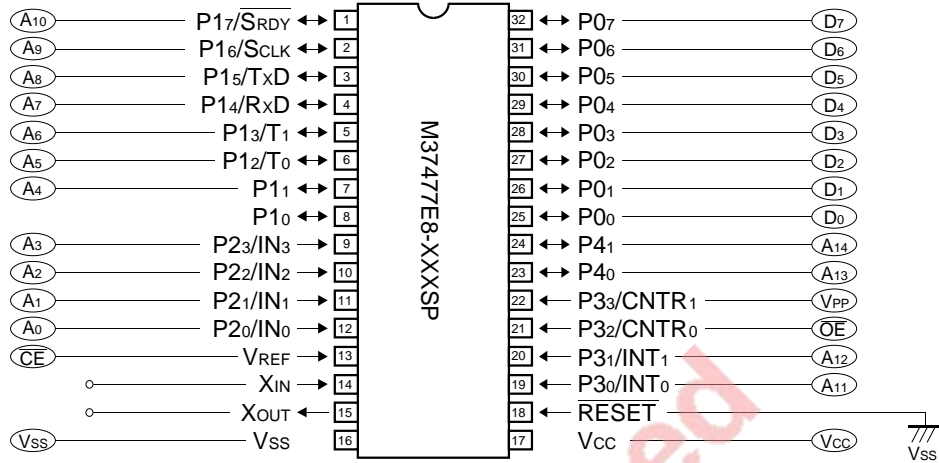 A10 P17/SRDY 1 32 P07 D7
A9 P16/SCLK 2 31 P06 D6
A8 P15/TxD 3 30 P05 D5
A7 P14/RxD 4 29 P04 D4
A6 P13/T1 5 28 P03 D3
A5 P12/T0 6 27 P02 D2
A4 P11 7 26 P01 D1
P10 8 25 P00 D0
A3 P23/IN3 9 24 P41 A14
A2 P22/IN2 10 23 P40 A13
A1 P21/IN1 11 22 P33/CNTR1 VPP
A0 P20/IN0 12 21 P32/CNTR0 OE
CE VREF 13 20 P31/INT1 A12
XIN 14 19 P30/INT0 A11
XOUT 15 18 RESET
Vss Vss 16 17 Vcc Vcc
Vss
M37477E8-XXXSP